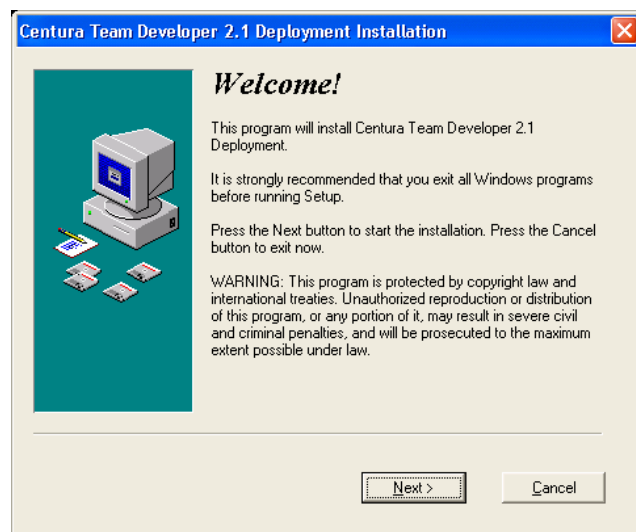 Centura Team Developer 2.1 Deployment Installation
Welcome!
This program will install Centura Team Developer 2.1
Deployment.
It is strongly recommended that you exit all Windows programs
before running Setup.
Press the Next button to start the installation. Press the Cancel
button to exit now.
WARNING: This program is protected by copyright law and
international treaties. Unauthorized reproduction or distribution
of this program, or any portion of it, may result in severe civil
and criminal penalties, and will be prosecuted to the maximum
extent possible under law.
Next > Cancel